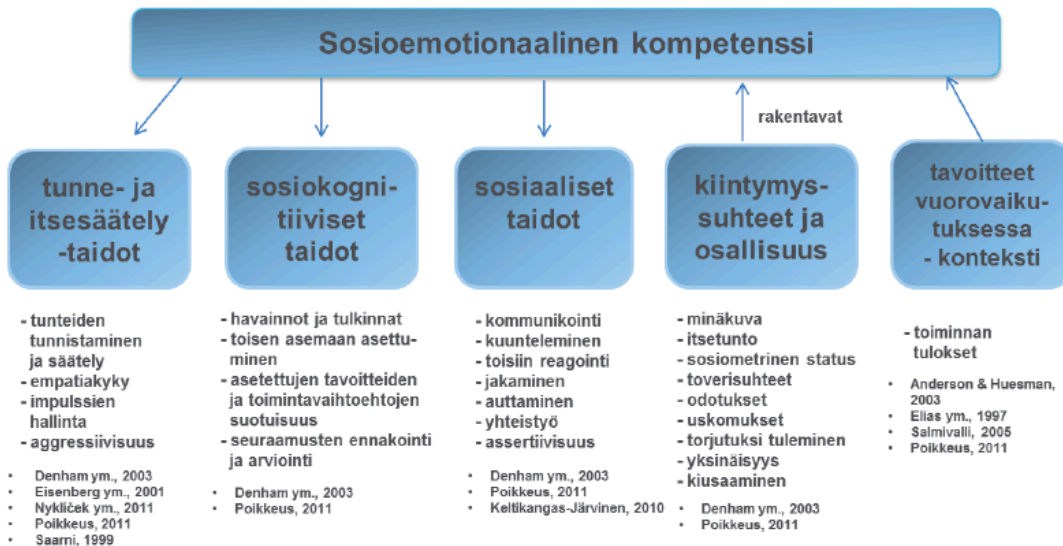 Sosioemotionaalinen kompetenssi
rakentavat
tunne- ja
itsesäätely
-taidot
- tunteiden
tunnistaminen
ja säätely
- empatiakyky
- impulssien
hallinta
- aggressiivisuus
• Denham ym., 2003
• Eisenberg ym., 2001
• Nykliček ym., 2011
• Poikkeus, 2011
• Saarni, 1999
sosiokogni-
tiiviset
taidot
- havainnot ja tulkinnat
- toisen asemaan asettu-
minen
- asetettujen tavoitteiden
ja toimintavaihtoehtojen
suotuisuus
- seuraamusten ennakointi
ja arviointi
• Denham ym., 2003
• Poikkeus, 2011
sosiaaliset
taidot
- kommunikointi
- kuunteleminen
- toisiin reagointi
- jakaminen
- auttaminen
- yhteistyö
- assertiivisuus
• Denham ym., 2003
• Poikkeus, 2011
• Keltikangas-Järvinen, 2010
kiintymys-
suhteet ja
osallisuus
- minäkuva
- itsetunto
- sosiometrinen status
- toverisuhteet
- odotukset
- uskomukset
- torjutuksi tuleminen
- yksinäisyys
- kiusaaminen
• Denham ym., 2003
• Poikkeus, 2011
tavoitteet
vuorovaiku-
tuksessa
- konteksti
- toiminnan
tulokset
• Anderson & Huesman,
2003
• Elias ym., 1997
• Salmivalli, 2005
• Poikkeus, 2011